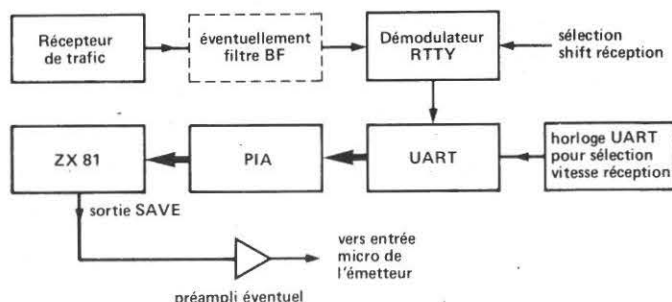 Récepteur
de trafic
éventuellement
filtre BF
Démodulateur
RTTY
sélection
shift réception
ZX 81
PIA
UART
horloge UART
pour sélection
vitesse réception
sortie SAVE
vers entrée
micro de
l'émetteur
préampli éventuel